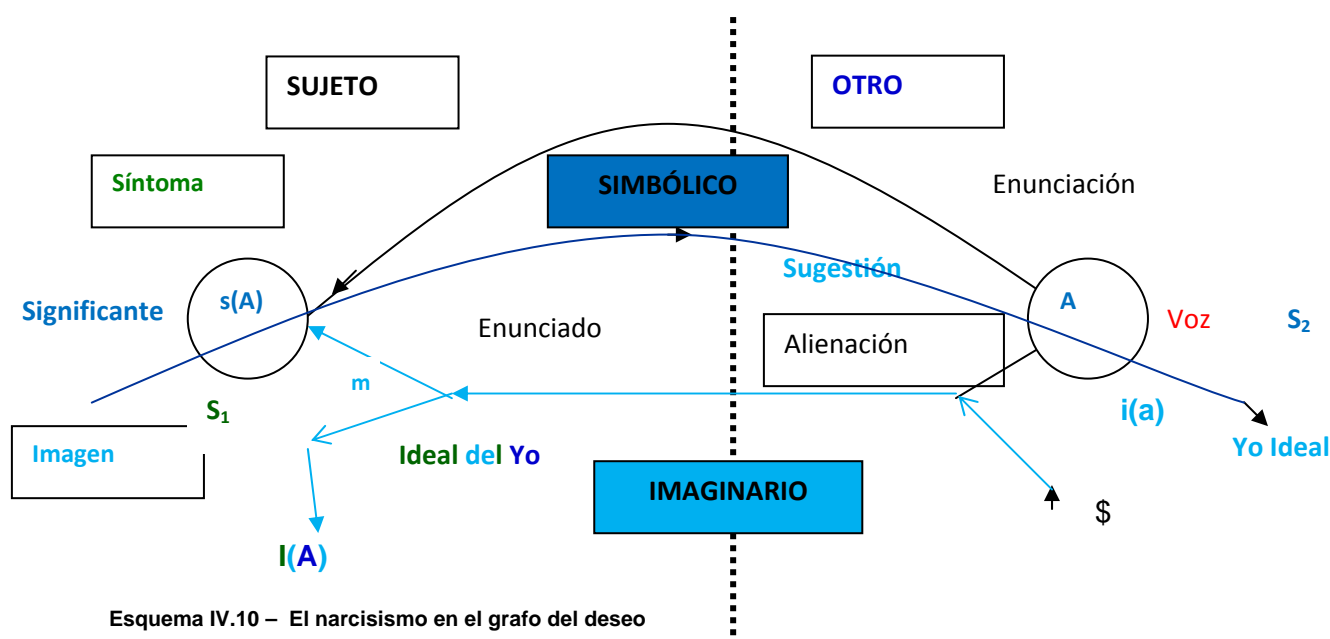 SUJETO
OTRO
Síntoma
SIMBÓLICO
Enunciación
Sugestión
Significante
s(A)
A
Voz
S₂
Enunciado
Alienación
m
S₁
i(a)
Imagen
Ideal del Yo
Yo Ideal
IMAGINARIO
$
I(A)
Esquema IV.10 – El narcisismo en el grafo del deseo